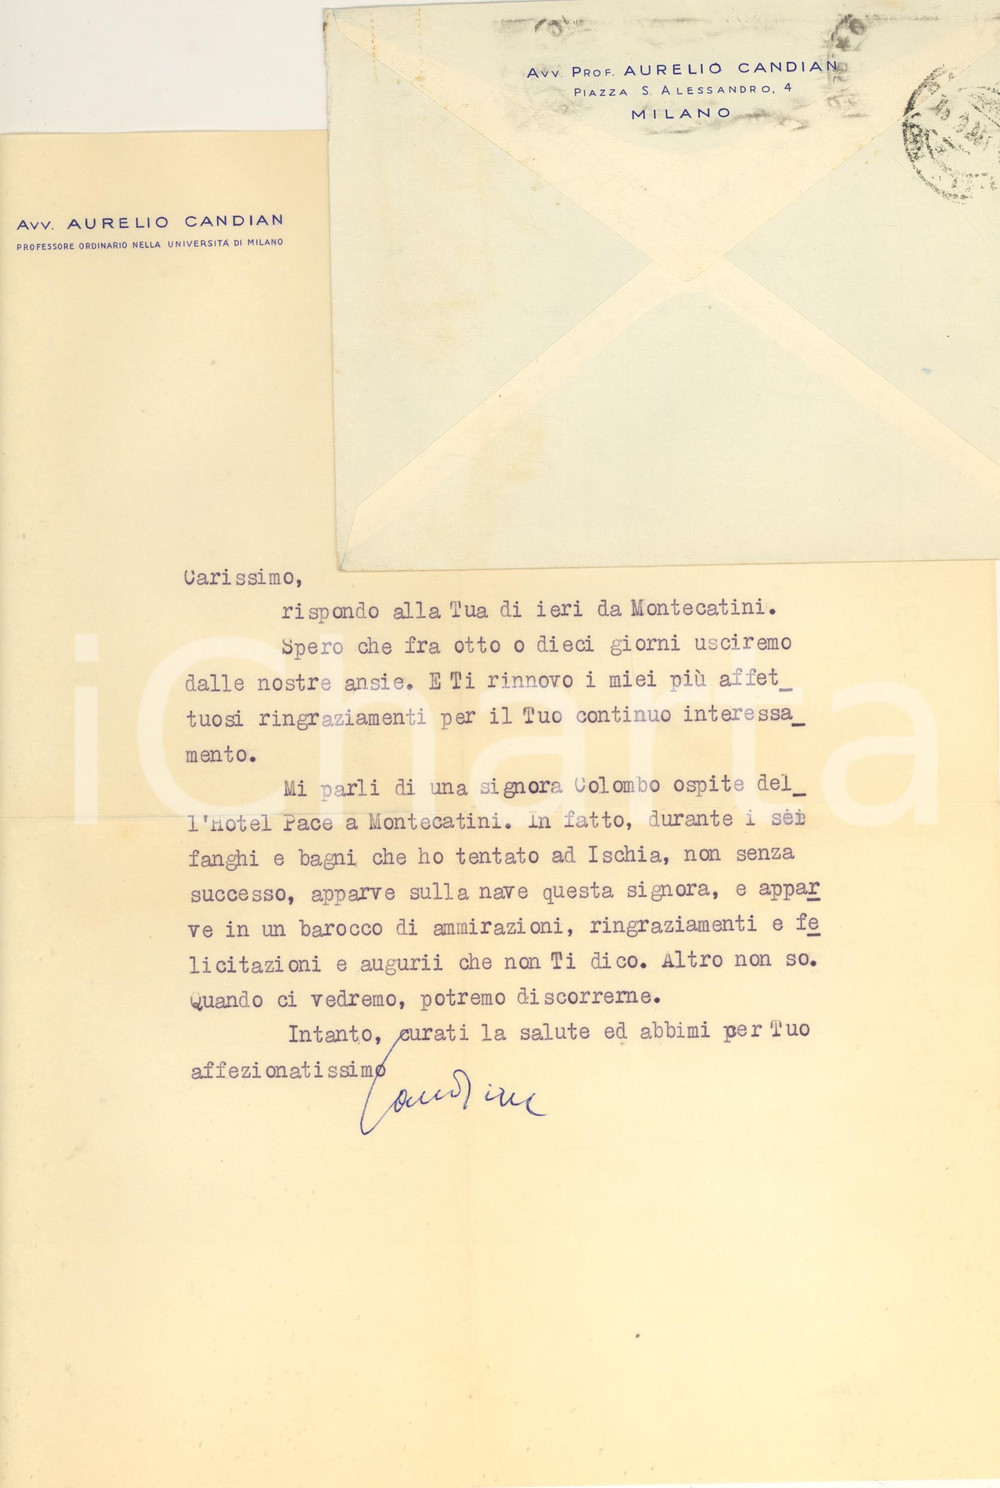 Avv. Prof. AURELIO CANDIAN
PIAZZA S. ALESSANDRO, 4
MILANO
Avv. AURELIO CANDIAN
PROFESSORE ORDINARIO NELLA UNIVERSITÀ DI MILANO
Carissimo,
rispondo alla Tua di ieri da Montecatini.
Spero che fra otto o dieci giorni usciremo
dalle nostre ansie. E Ti rinnovo i miei più affet_
tuosi ringraziamenti per il Tuo continuo interessa_
mento.
Mi parli di una signora Colombo ospite del_
l'Hotel Pace a Montecatini. In fatto, durante i sei
fanghi e bagni che ho tentato ad Ischia, non senza
successo, apparve sulla nave questa signora, e appar
ve in un barocco di ammirazioni, ringraziamenti e fe
licitazioni e augurii che non Ti dico. Altro non so.
Quando ci vedremo, potremo discorrerne.
Intanto, curati la salute ed abbimi per Tuo
affezionatissimo
Candian
iCharta